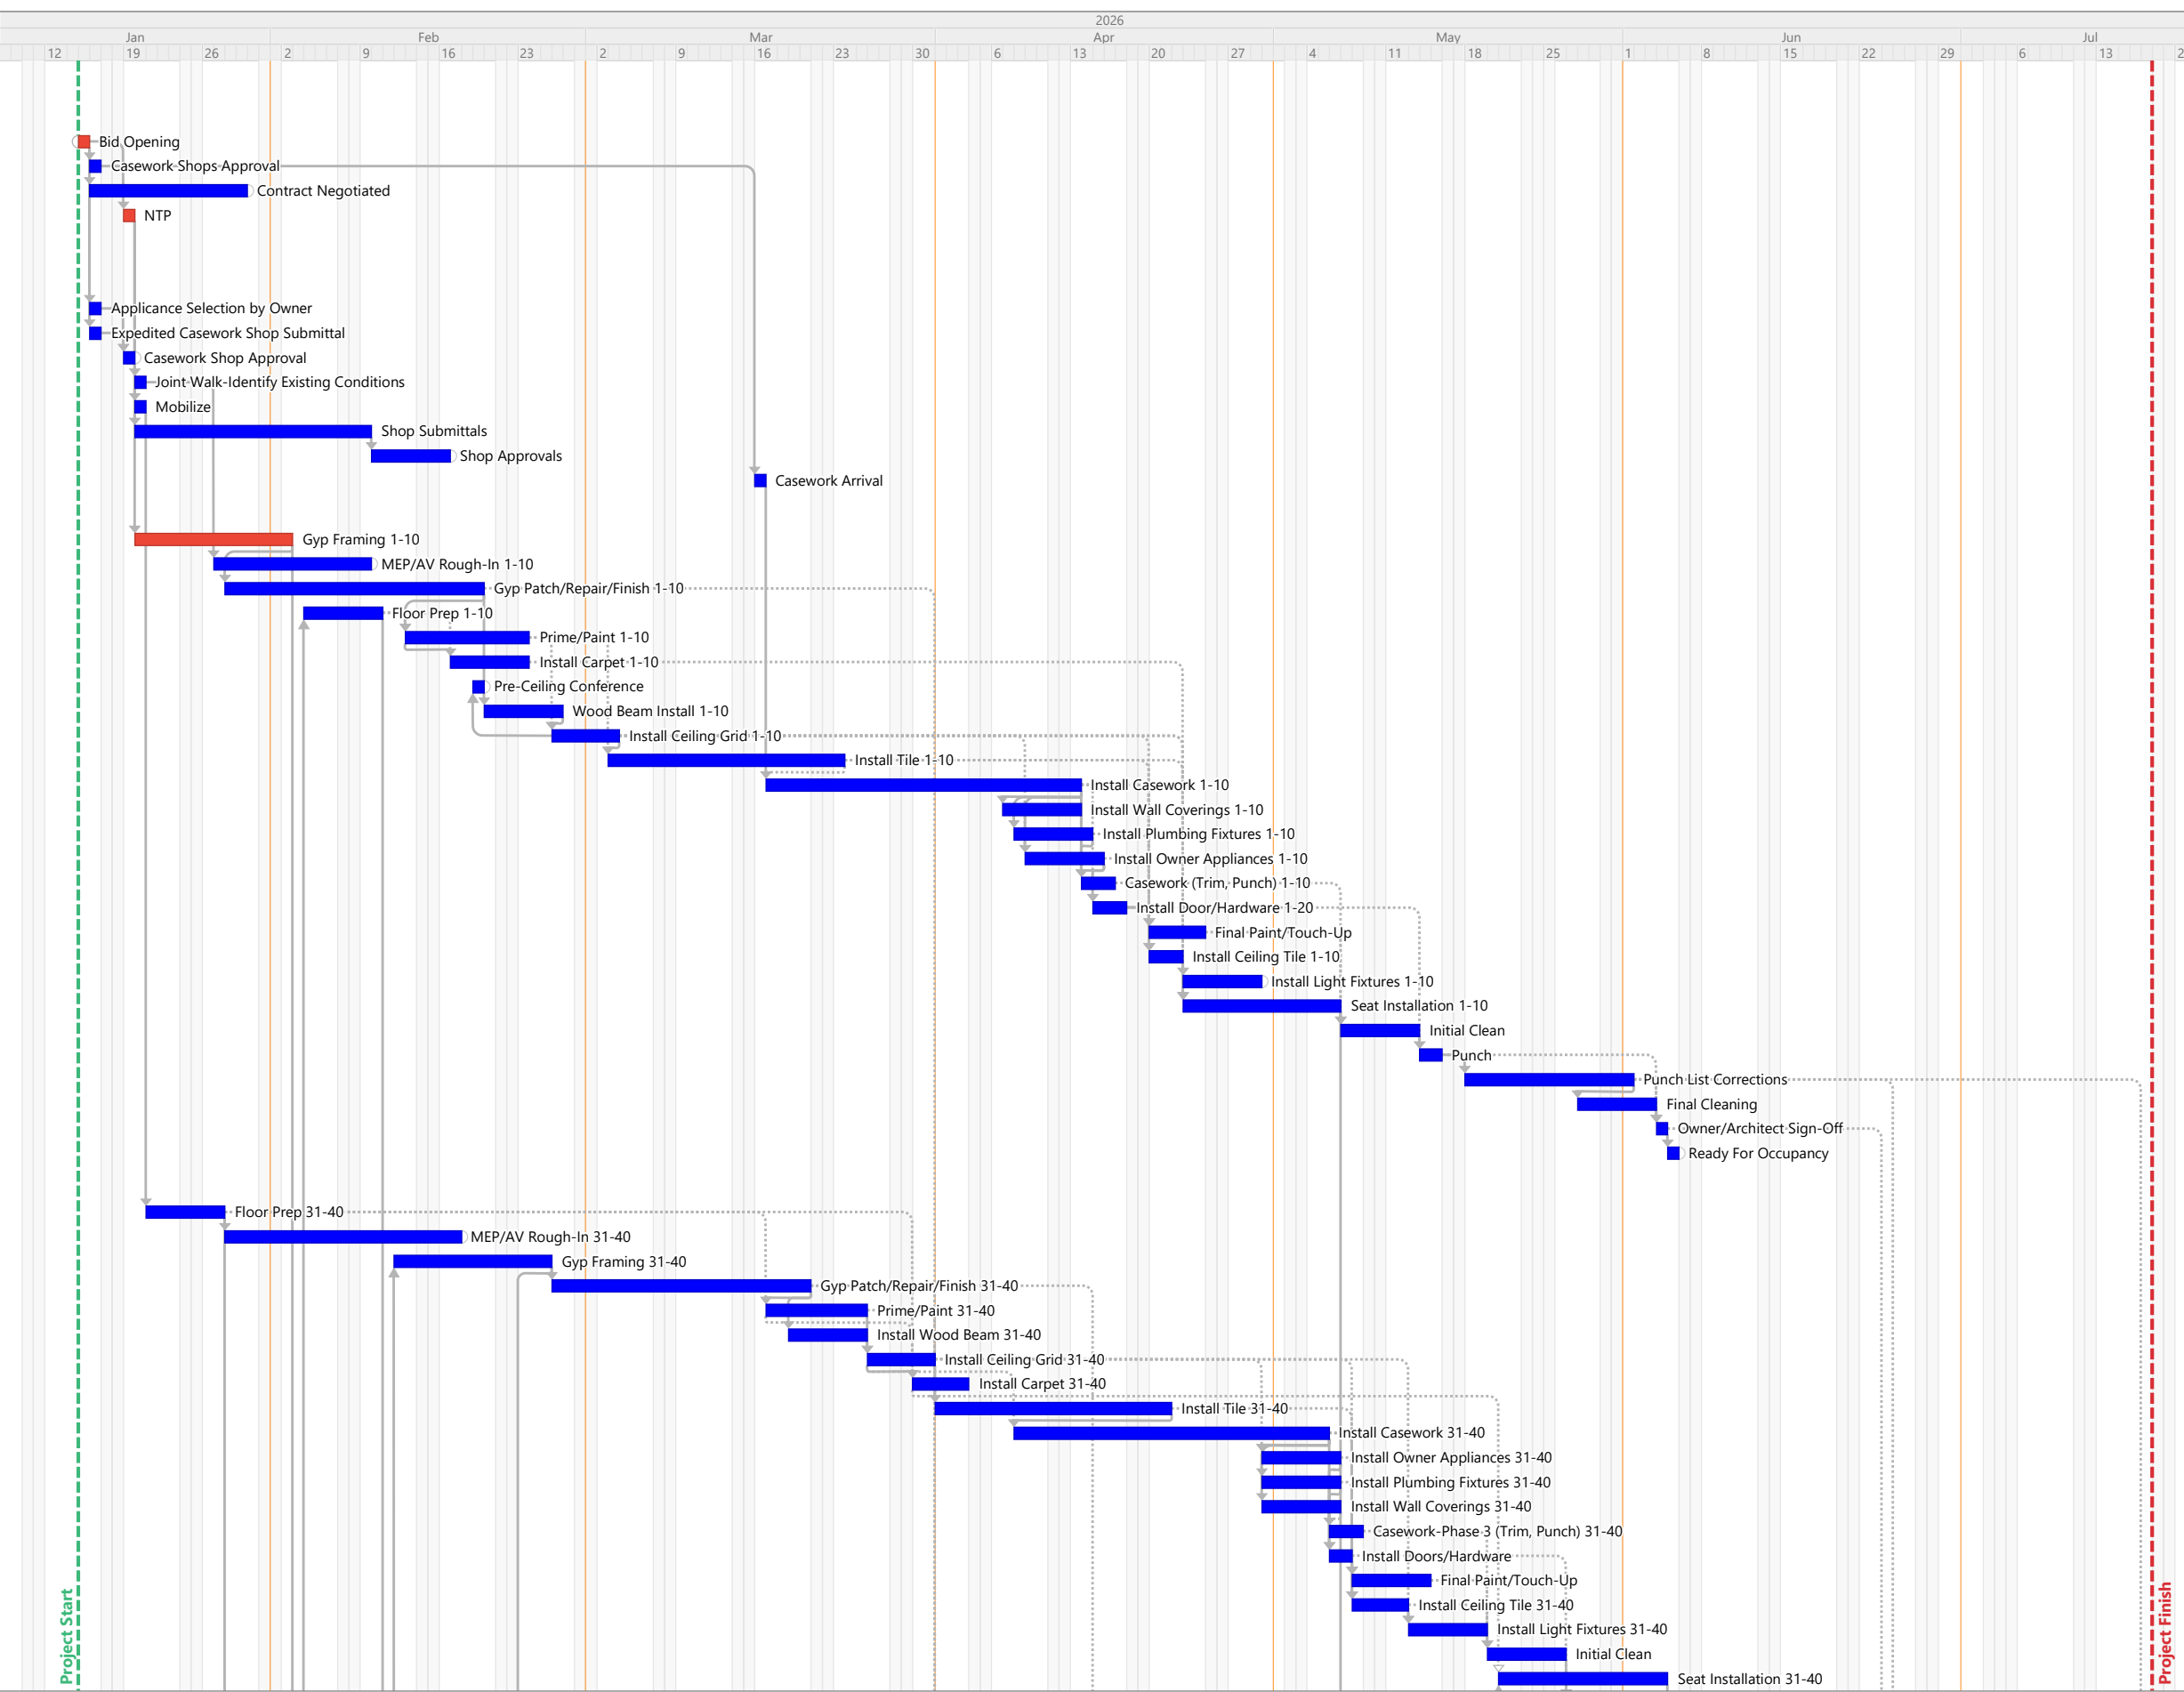 2026
Jan Feb Mar Apr May Jun Jul
12 19 26 2 9 16 23 2 9 16 23 30 6 13 20 27 4 11 18 25 1 8 15 22 29 6 13
Bid Opening
Casework Shops Approval
Contract Negotiated
NTP
Applicance Selection by Owner
Expedited Casework Shop Submittal
Casework Shop Approval
Joint Walk-Identify Existing Conditions
Mobilize
Shop Submittals
Shop Approvals
Casework Arrival
Gyp Framing 1-10
MEP/AV Rough-In 1-10
Gyp Patch/Repair/Finish 1-10
Floor Prep 1-10
Prime/Paint 1-10
Install Carpet 1-10
Pre-Ceiling Conference
Wood Beam Install 1-10
Install Ceiling Grid 1-10
Install Tile 1-10
Install Casework 1-10
Install Wall Coverings 1-10
Install Plumbing Fixtures 1-10
Install Owner Appliances 1-10
Casework (Trim, Punch) 1-10
Install Door/Hardware 1-20
Final Paint/Touch-Up
Install Ceiling Tile 1-10
Install Light Fixtures 1-10
Seat Installation 1-10
Initial Clean
Punch
Punch List Corrections
Final Cleaning
Owner/Architect Sign-Off
Ready For Occupancy
Floor Prep 31-40
MEP/AV Rough-In 31-40
Gyp Framing 31-40
Gyp Patch/Repair/Finish 31-40
Prime/Paint 31-40
Install Wood Beam 31-40
Install Ceiling Grid 31-40
Install Carpet 31-40
Install Tile 31-40
Install Casework 31-40
Install Owner Appliances 31-40
Install Plumbing Fixtures 31-40
Install Wall Coverings 31-40
Casework-Phase 3 (Trim, Punch) 31-40
Install Doors/Hardware
Final Paint/Touch-Up
Install Ceiling Tile 31-40
Install Light Fixtures 31-40
Initial Clean
Seat Installation 31-40
Project Start
Project Finish